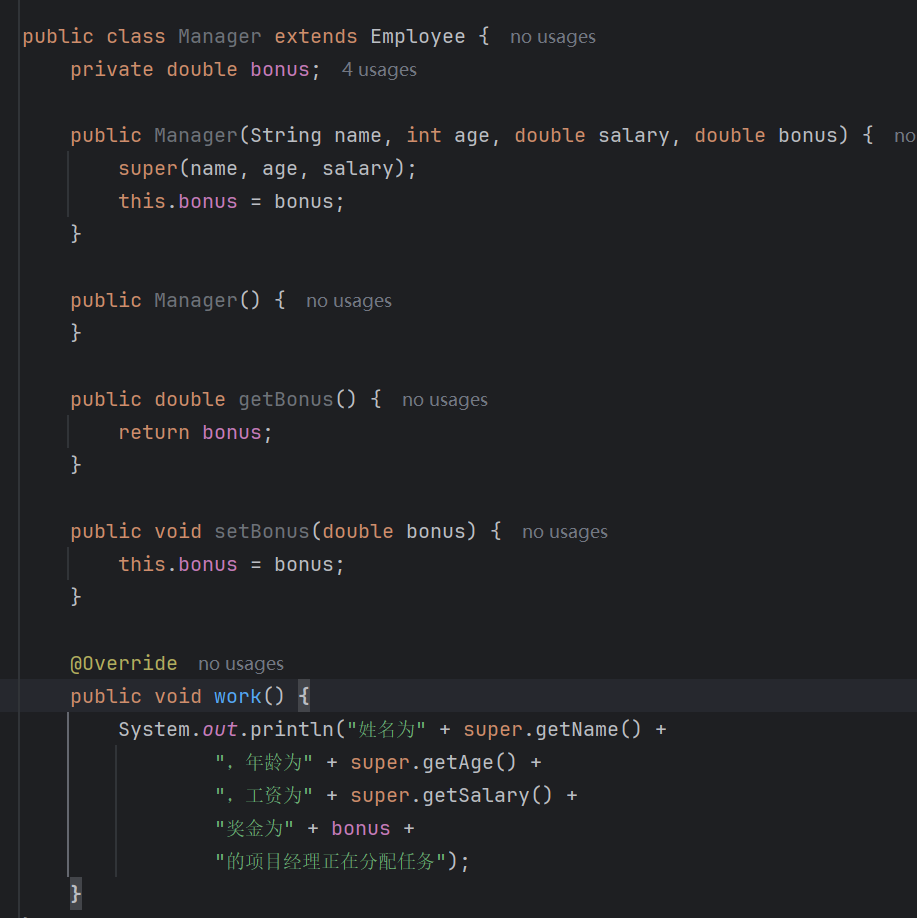 public class Manager extends Employee {  no usages
    private double bonus;  4 usages

    public Manager(String name, int age, double salary, double bonus) {  no
        super(name, age, salary);
        this.bonus = bonus;
    }

    public Manager() {  no usages
    }

    public double getBonus() {  no usages
        return bonus;
    }

    public void setBonus(double bonus) {  no usages
        this.bonus = bonus;
    }

    @Override  no usages
    public void work() {
        System.out.println("姓名为" + super.getName() +
                "，年龄为" + super.getAge() +
                "，工资为" + super.getSalary() +
                "奖金为" + bonus +
                "的项目经理正在分配任务");
    }